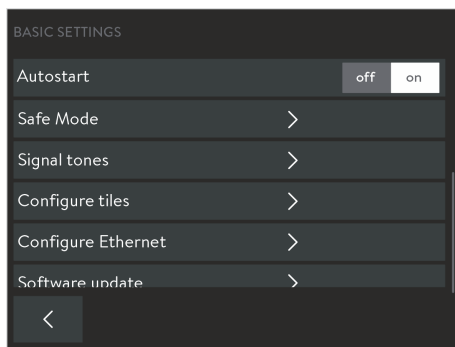 BASIC SETTINGS
Autostart off on
Safe Mode
Signal tones
Configure tiles
Configure Ethernet
Software update